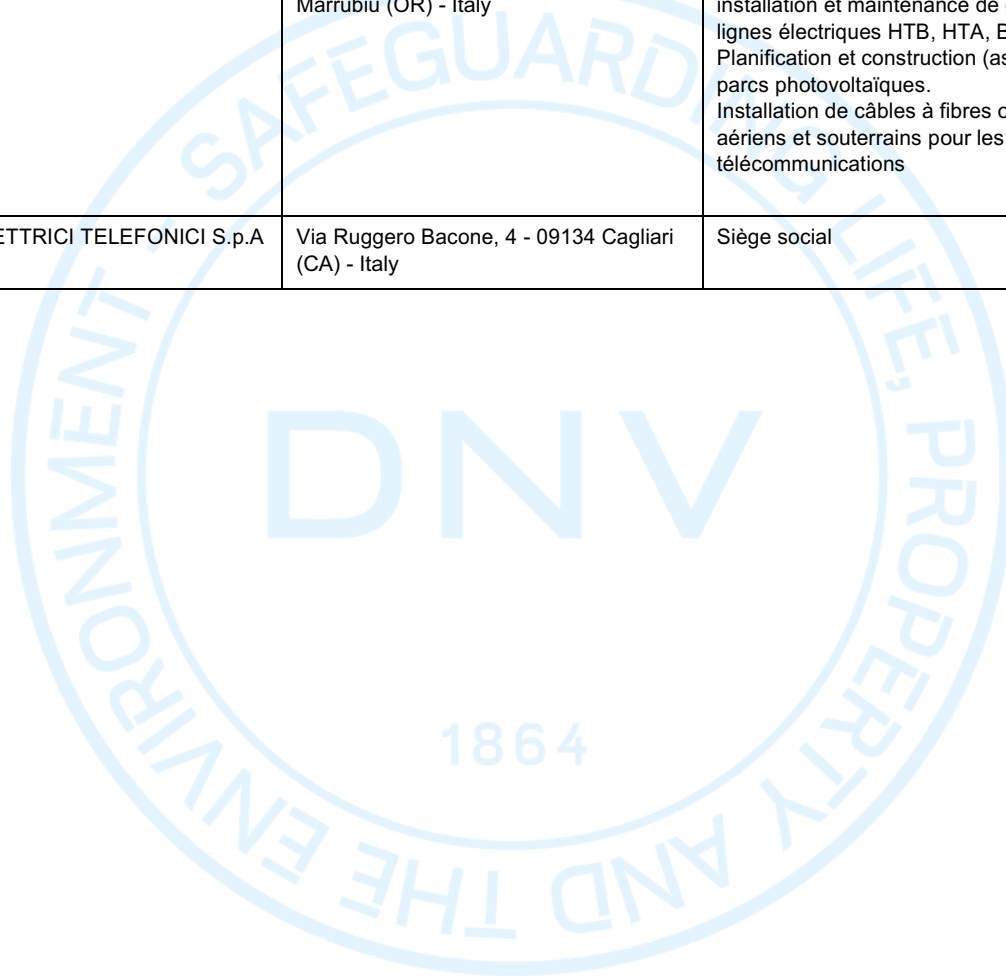 Marrubiu (OR) - Italy
installation et maintenance de
lignes électriques HTB, HTA,
Planification et construction
parcs photovoltaïques.
Installation de câbles à fibres
aériens et souterrains pour les
télécommunications
TELEFONICI S.p.A
Via Ruggero Bacone, 4 - 09134 Cagliari
(CA) - Italy
Siège social
SAFEGUARDING LIFE, PROPERTY AND THE ENVIRONMENT -
DNV
1864